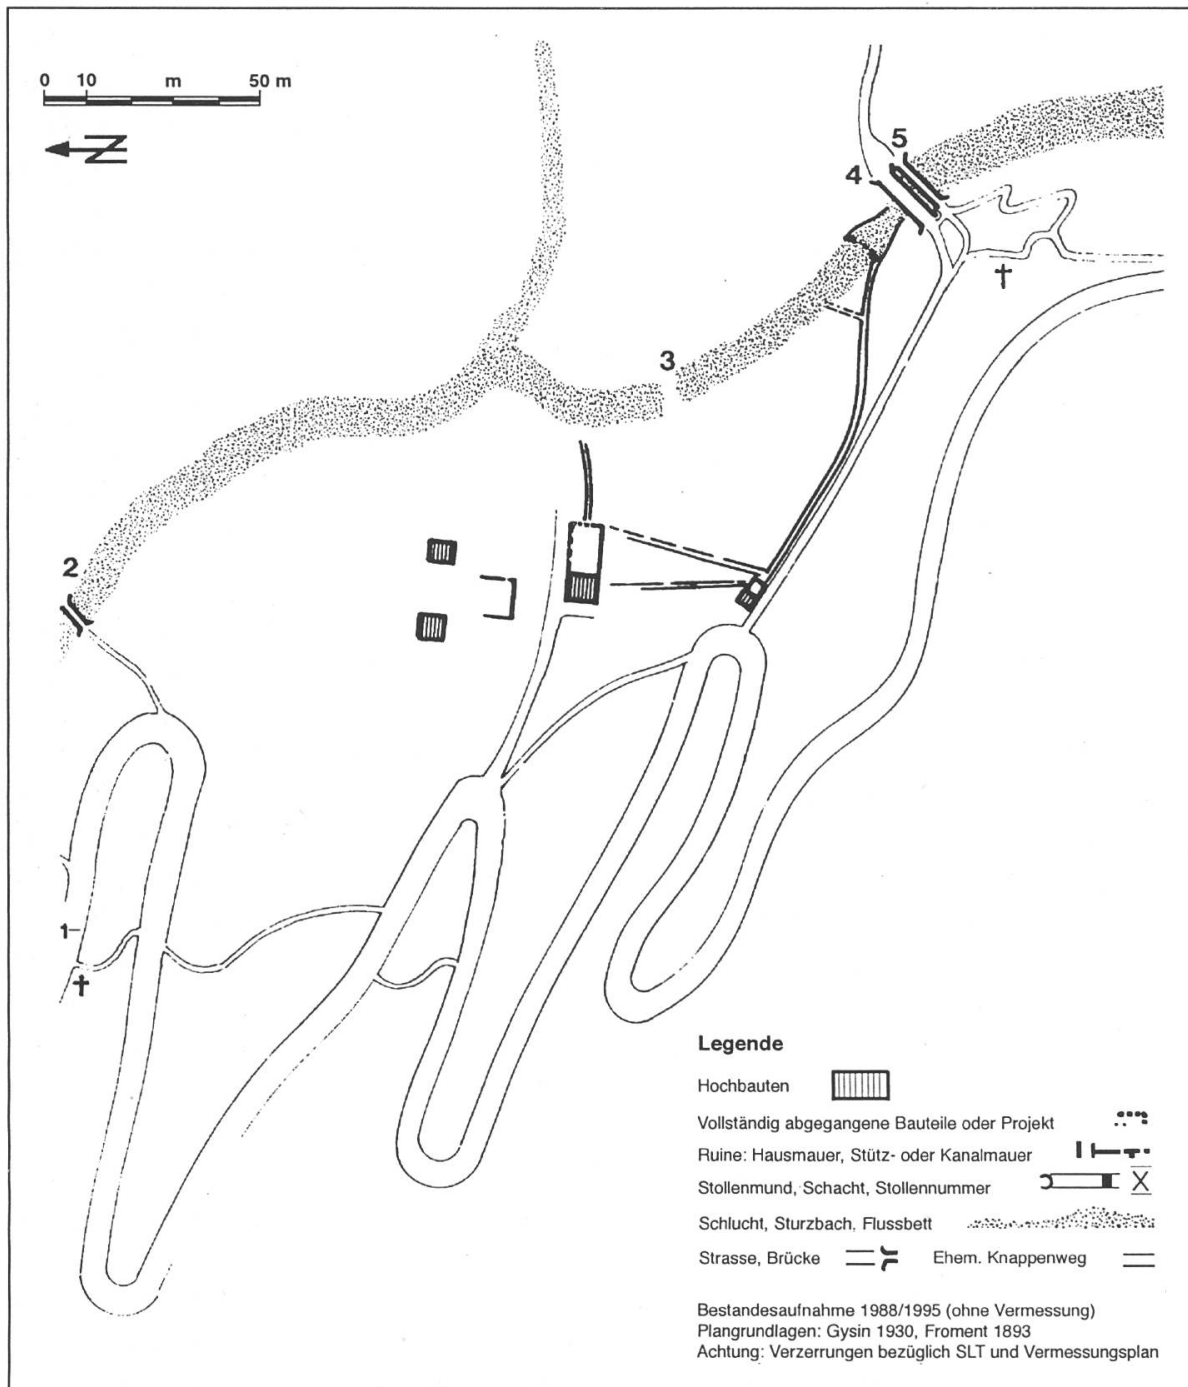 0 10 m 50 m
N
5
4
3
2
1
Legende
Hochbauten
Vollständig abgegangene Bauteile oder Projekt
Ruine: Hausmauer, Stütz- oder Kanalmauer
Stollenmund, Schacht, Stollennummer X
Schlucht, Sturzbach, Flussbett
Strasse, Brücke Ehem. Knappenweg
Bestandesaufnahme 1988/1995 (ohne Vermessung)
Plangrundlagen: Gysin 1930, Froment 1893
Achtung: Verzerrungen bezüglich SLT und Vermessungsplan